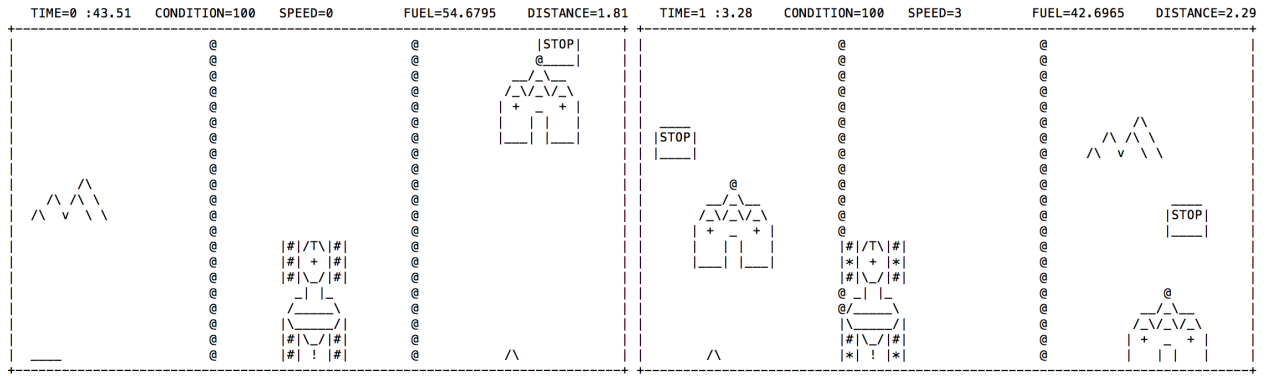 TIME=0 :43.51 CONDITION=100 SPEED=0 FUEL=54.6795 DISTANCE=1.81
STOP
TIME=1 :3.28 CONDITION=100 SPEED=3 FUEL=42.6965 DISTANCE=2.29
STOP
STOP